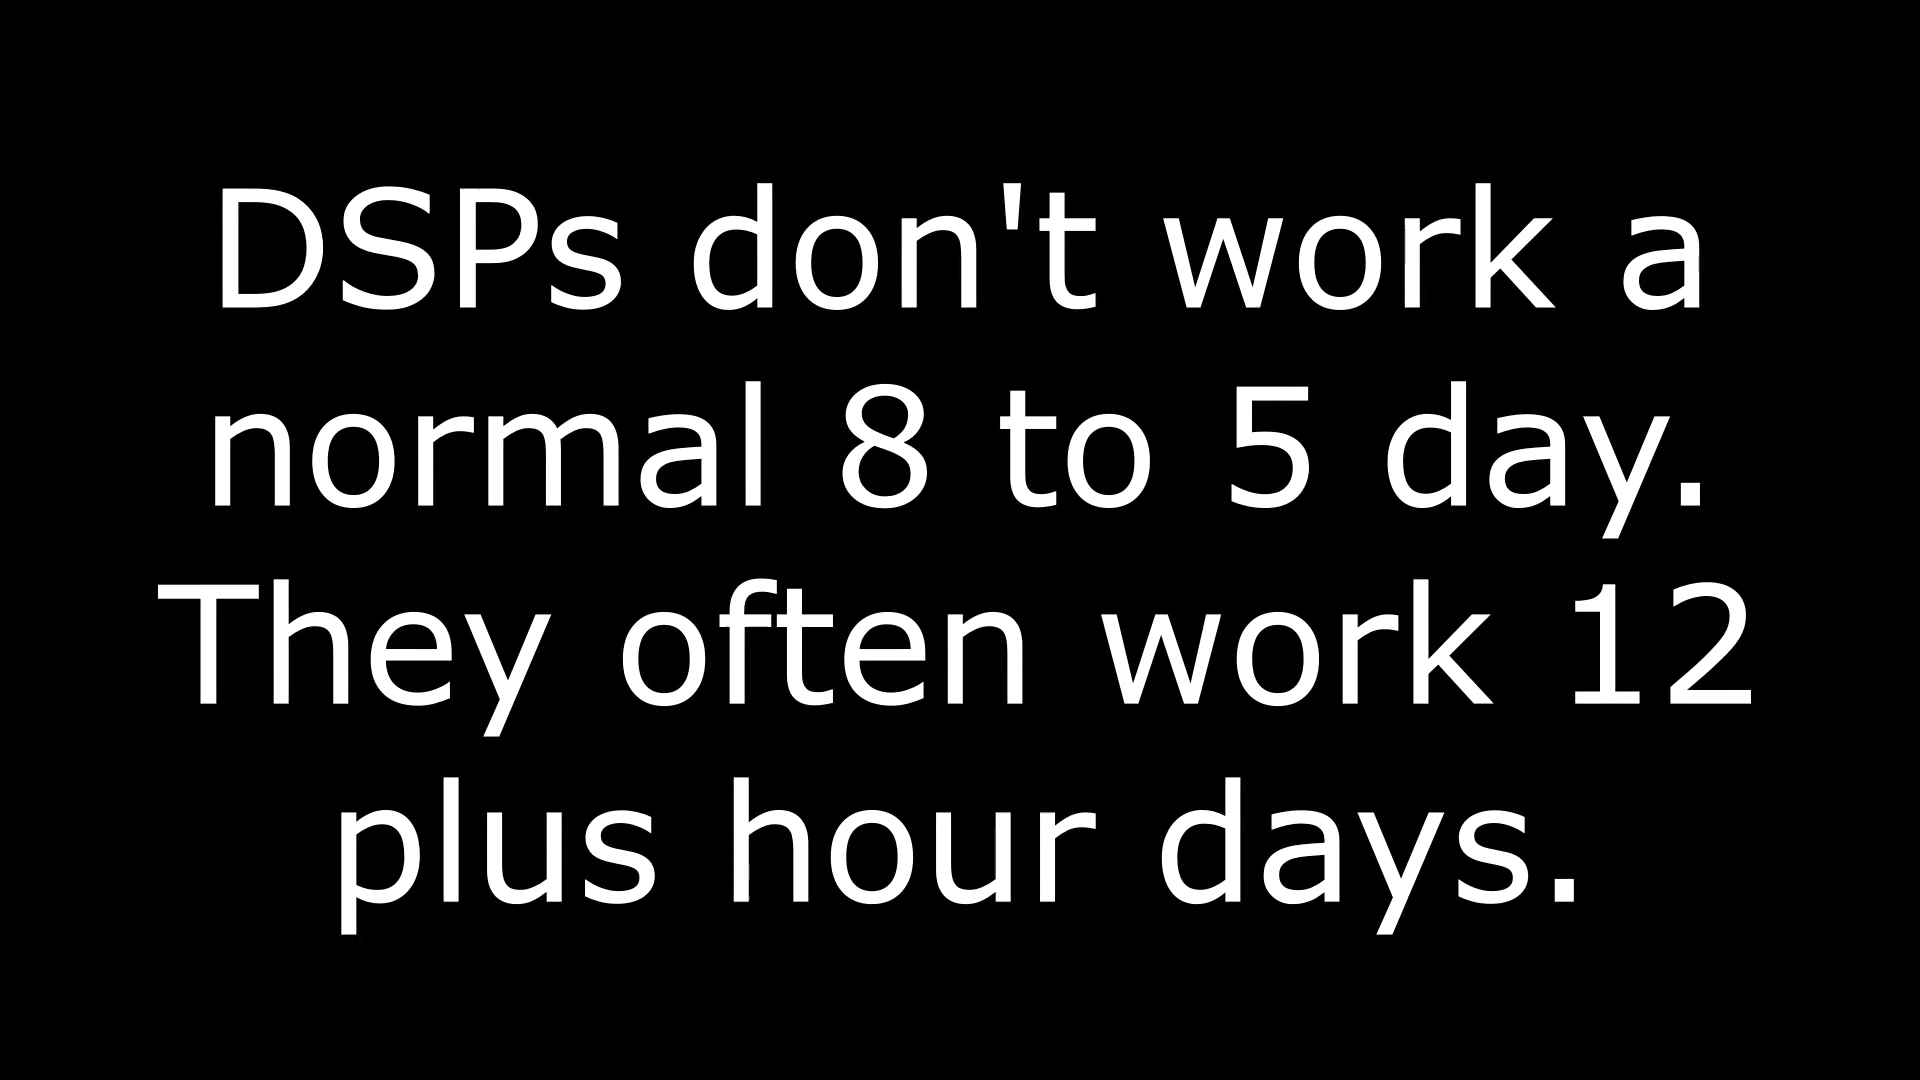 DSPs don't work a
normal 8 to 5 day.
They often work 12
plus hour days.